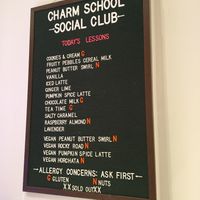 CHARM SCHOOL
-SOCIAL CLUB-
TODAY'S LESSONS
COOKIES & CREAM G
FRUITY PEBBLES CEREAL MILK
PEANUT BUTTER SWIRL N
VANILLA
ICED LATTE
GINGER LIME
PUMPKIN SPICE LATTE
CHOCOLATE MILK G
TEA TIME G
SALTY CARAMEL
RASPBERRY ALMOND N
LAVENDER
VEGAN PEANUT BUTTER SWIRL N
VEGAN ROCKY ROAD N
VEGAN PUMPKIN SPICE LATTE
VEGAN HORCHATA N
-ALLERGY CONCERNS: ASK FIRST-
G GLUTEN N NUTS
XX SOLD OUT XX